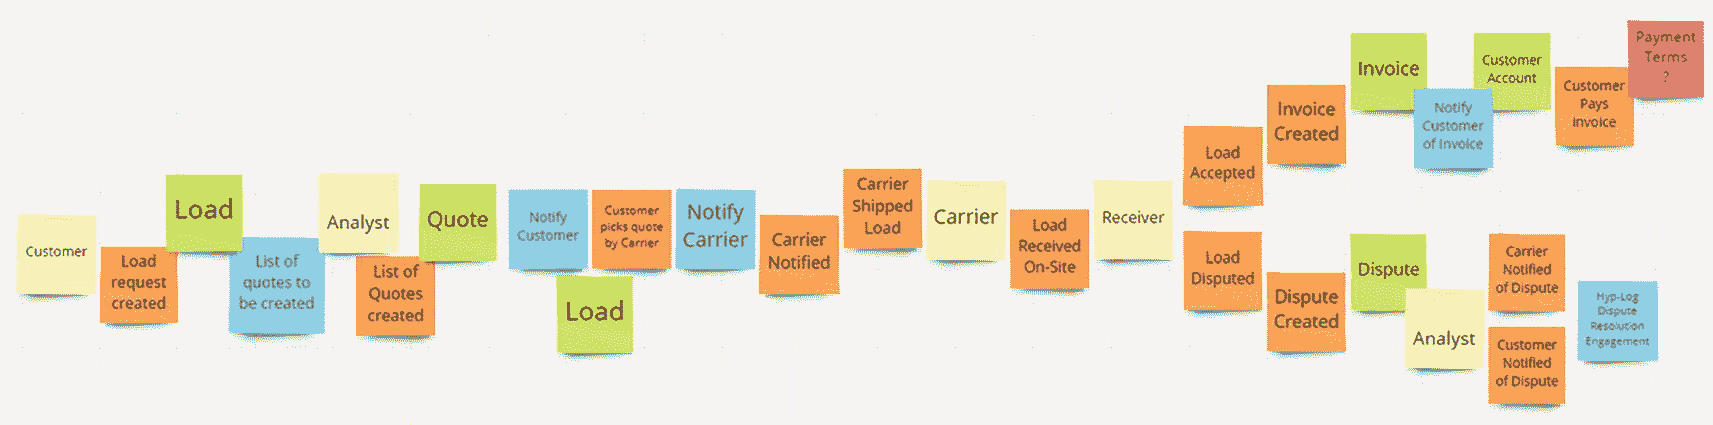 Customer
Load
request
created
Load
List of
quotes to
be created
Analyst
List of
Quotes
created
Quote
Notify
Customer
Load
Customer
picks quote
by Carrier
Notify
Carrier
Carrier
Notified
Carrier
Shipped
Load
Carrier
Load
Received
On-Site
Receiver
Load
Accepted
Invoice
Created
Invoice
Notify
Customer
of Invoice
Customer
Account
Customer
Pays
Invoice
Payment
Terms
?
Load
Disputed
Dispute
Created
Dispute
Analyst
Carrier
Notified
of Dispute
Customer
Notified
of Dispute
Hyp-Log
Dispute
Resolution
Engagement